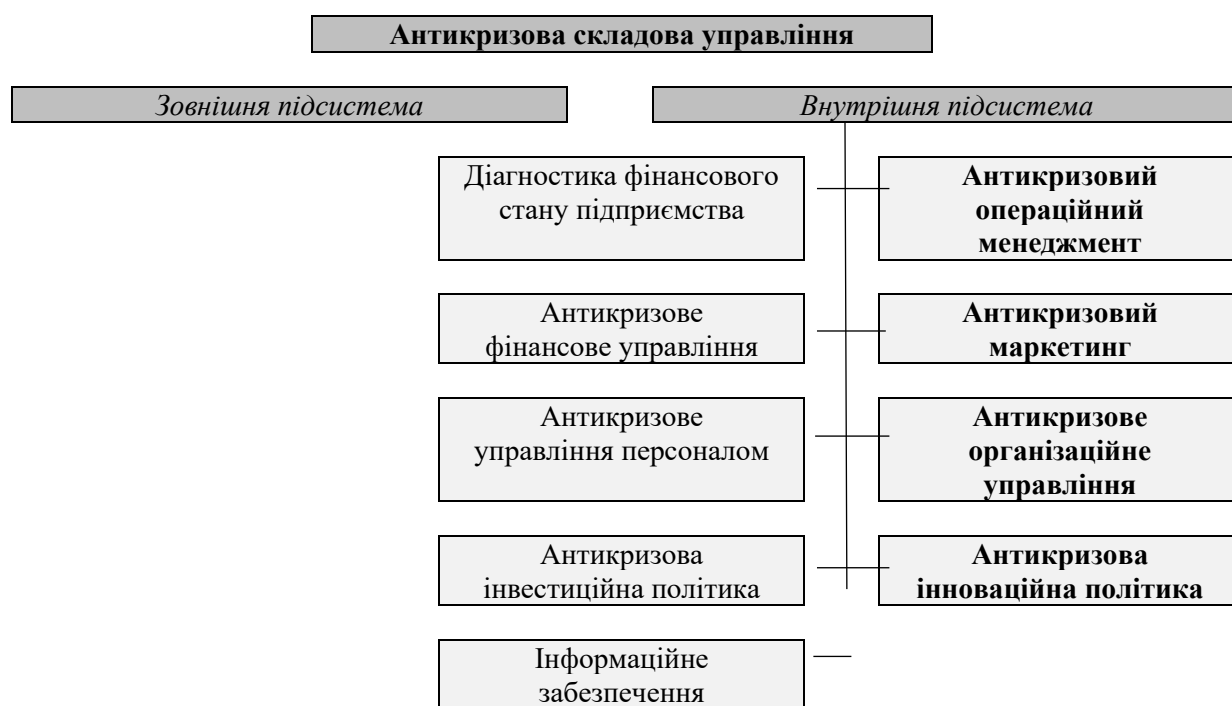 Антикризова складова управління
Зовнішня підсистема
Внутрішня підсистема
Діагностика фінансового
стану підприємства
Антикризовий
операційний
менеджмент
Антикризове
фінансове управління
Антикризовий
маркетинг
Антикризове
управління персоналом
Антикризове
організаційне
управління
Антикризова
інвестиційна політика
Антикризова
інноваційна політика
Інформаційне
забезпечення